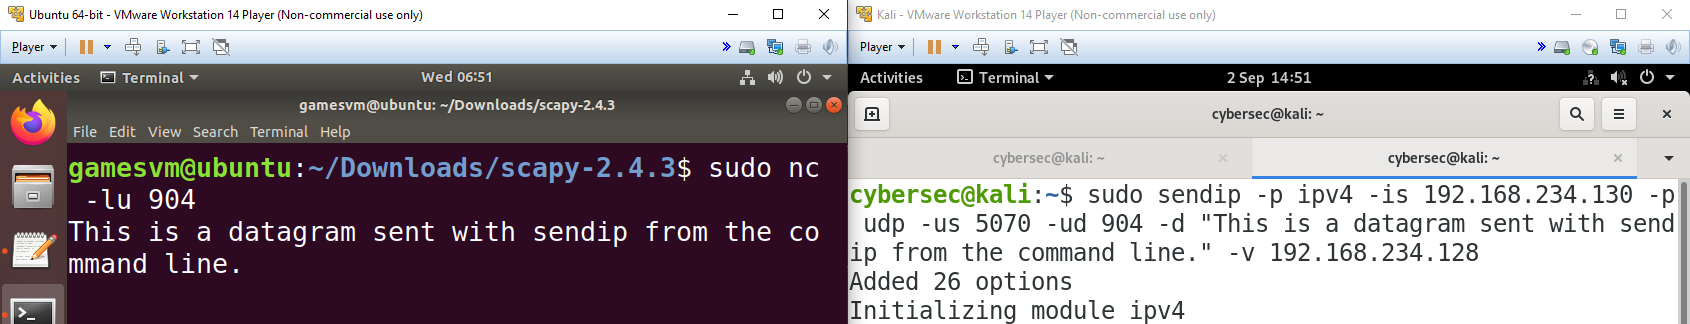 Ubuntu 64-bit - VMware Workstation 14 Player (Non-commercial use only)
Player
Activities Terminal Wed 06:51
gamesvm@ubuntu: ~/Downloads/scapy-2.4.3
File Edit View Search Terminal Help
gamesvm@ubuntu:~/Downloads/scapy-2.4.3$ sudo nc
-lu 904
This is a datagram sent with sendip from the co
mmand line.
Kali - VMware Workstation 14 Player (Non-commercial use only)
Player
Activities Terminal 2 Sep 14:51
cybersec@kali: ~
cybersec@kali: ~ cybersec@kali: ~
cybersec@kali:~$ sudo sendip -p ipv4 -is 192.168.234.130 -p
udp -us 5070 -ud 904 -d "This is a datagram sent with send
ip from the command line." -v 192.168.234.128
Added 26 options
Initializing module ipv4